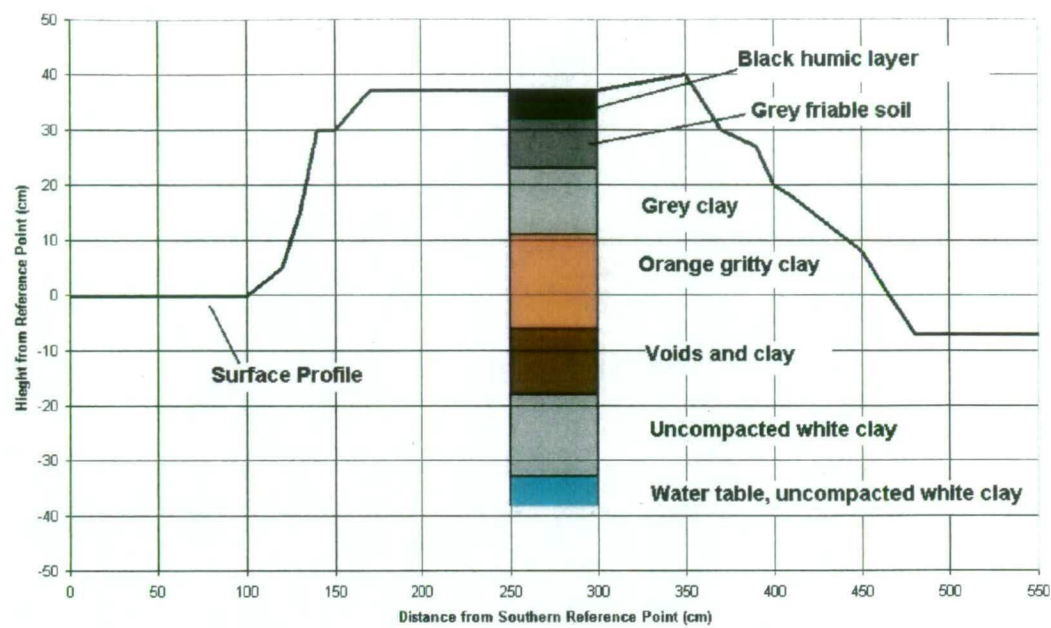 50
40
30
20
10
0
-10
-20
-30
-40
-50
Hieght from Reference Point (cm)
Black humic layer
Grey friable soil
Grey clay
Orange gritty clay
Voids and clay
Surface Profile
Uncompacted white clay
Water table, uncompacted white clay
0 50 100 150 200 250 300 350 400 450 500 550
Distance from Southern Reference Point (cm)